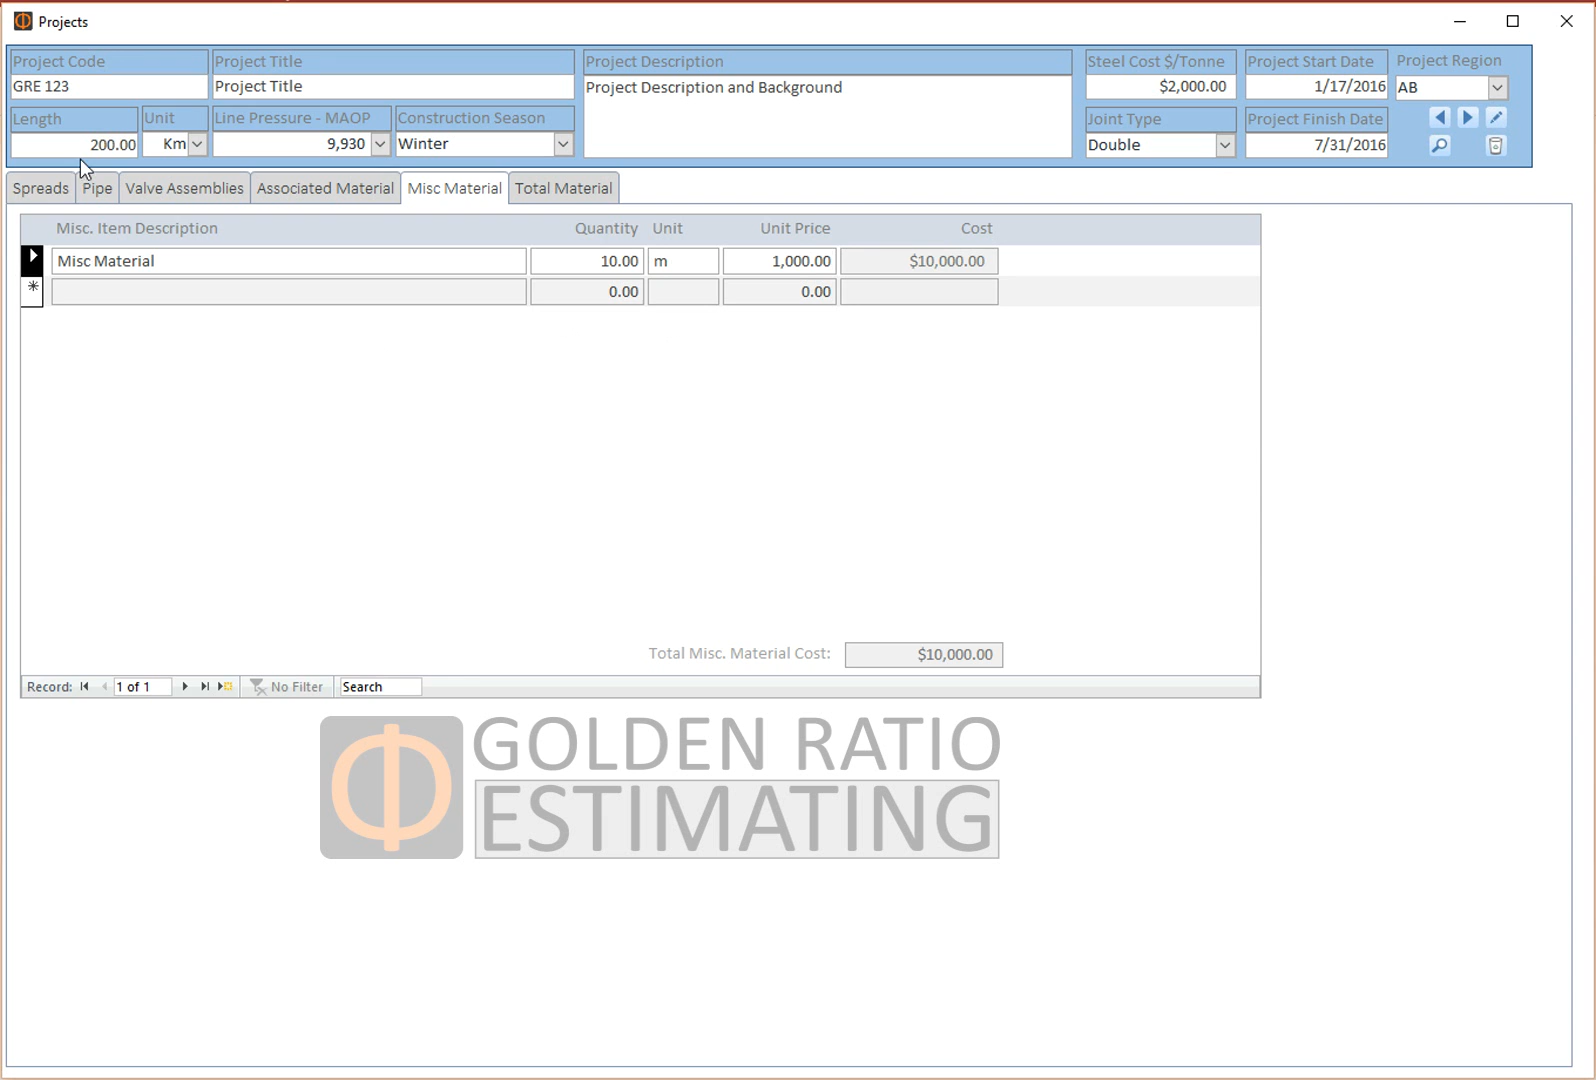 Projects
Project Code
Project Title
Project Description
Steel Cost $/Tonne
Project Start Date
Project Region
GRE 123
Project Title
Project Description and Background
$2,000.00
1/17/2016
AB
Length
Unit
Line Pressure - MAOP
Construction Season
Joint Type
Project Finish Date
200.00
Km
9,930
Winter
Double
7/31/2016
Spreads
Pipe
Valve Assemblies
Associated Material
Misc Material
Total Material
Misc. Item Description
Quantity
Unit
Unit Price
Cost
Misc Material
10.00
m
1,000.00
$10,000.00
0.00
0.00
Total Misc. Material Cost:
$10,000.00
Record:
1 of 1
No Filter
Search
GOLDEN RATIO
ESTIMATING